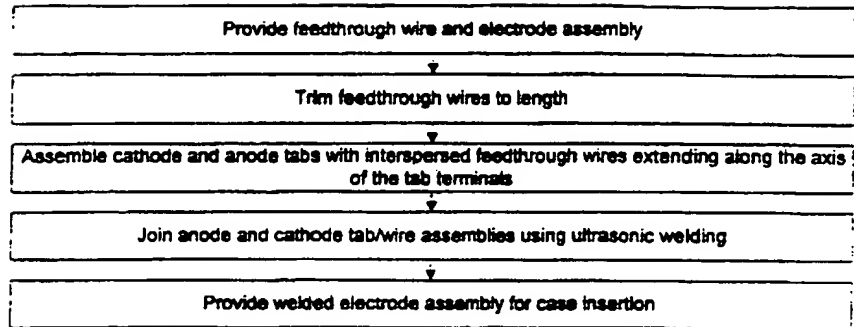 Provide feedthrough wire and electrode assembly
Trim feedthrough wires to length
Assemble cathode and anode tabs with interspersed feedthrough wires extending along the axis
of the tab terminals
Join anode and cathode tab/wire assemblies using ultrasonic welding
Provide welded electrode assembly for case insertion